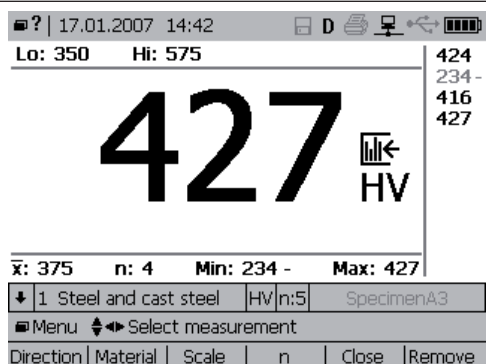 ? 17.01.2007 14:42 D
Lo: 350 Hi: 575
427
HV
424
234 -
416
427
x̄: 375 n: 4 Min: 234 - Max: 427
1 Steel and cast steel HV n:5 SpecimenA3
Menu Select measurement
Direction Material Scale n Close Remove